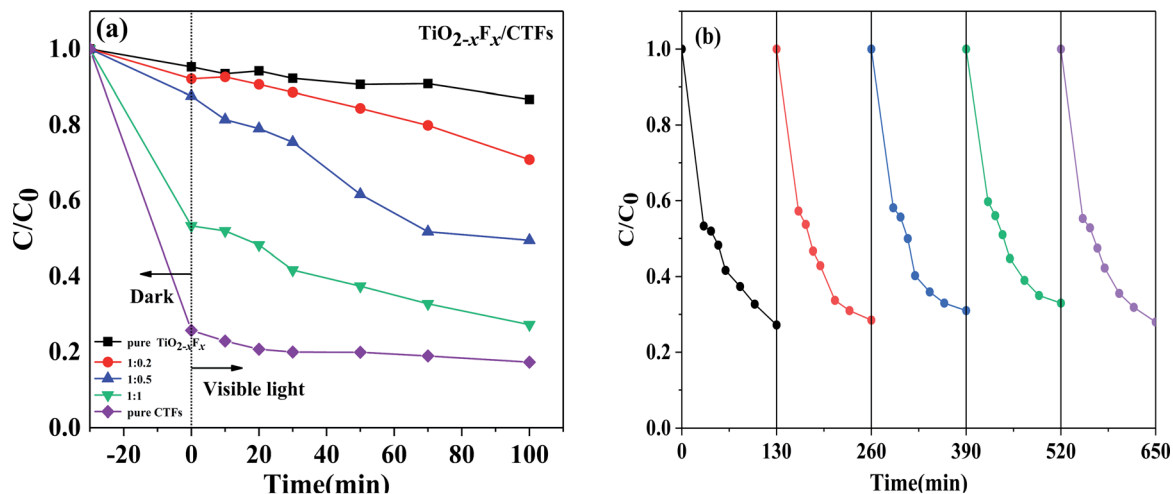 (a)
TiO2-xFx/CTFs
1.0
0.8
0.6
0.4
0.2
0.0
C/C0
Dark
Visible light
pure TiO2-xFx
1:0.2
1:0.5
1:1
pure CTFs
-20 0 20 40 60 80 100
Time(min)
(b)
1.0
0.8
0.6
0.4
0.2
0.0
C/C0
0 130 260 390 520 650
Time(min)